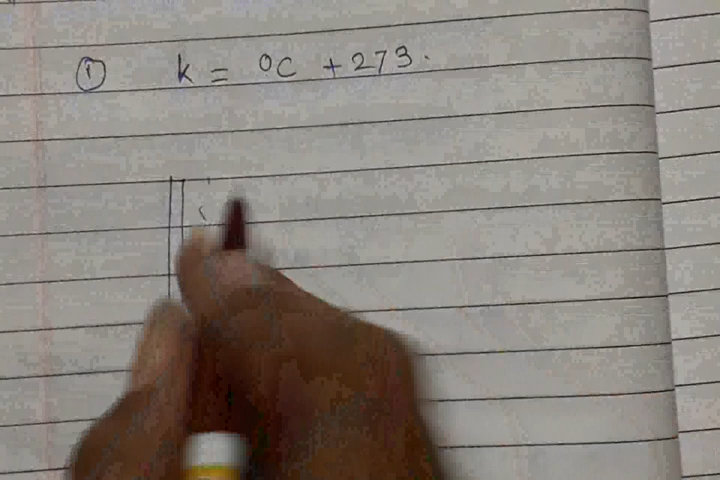 ① k = °C + 273.